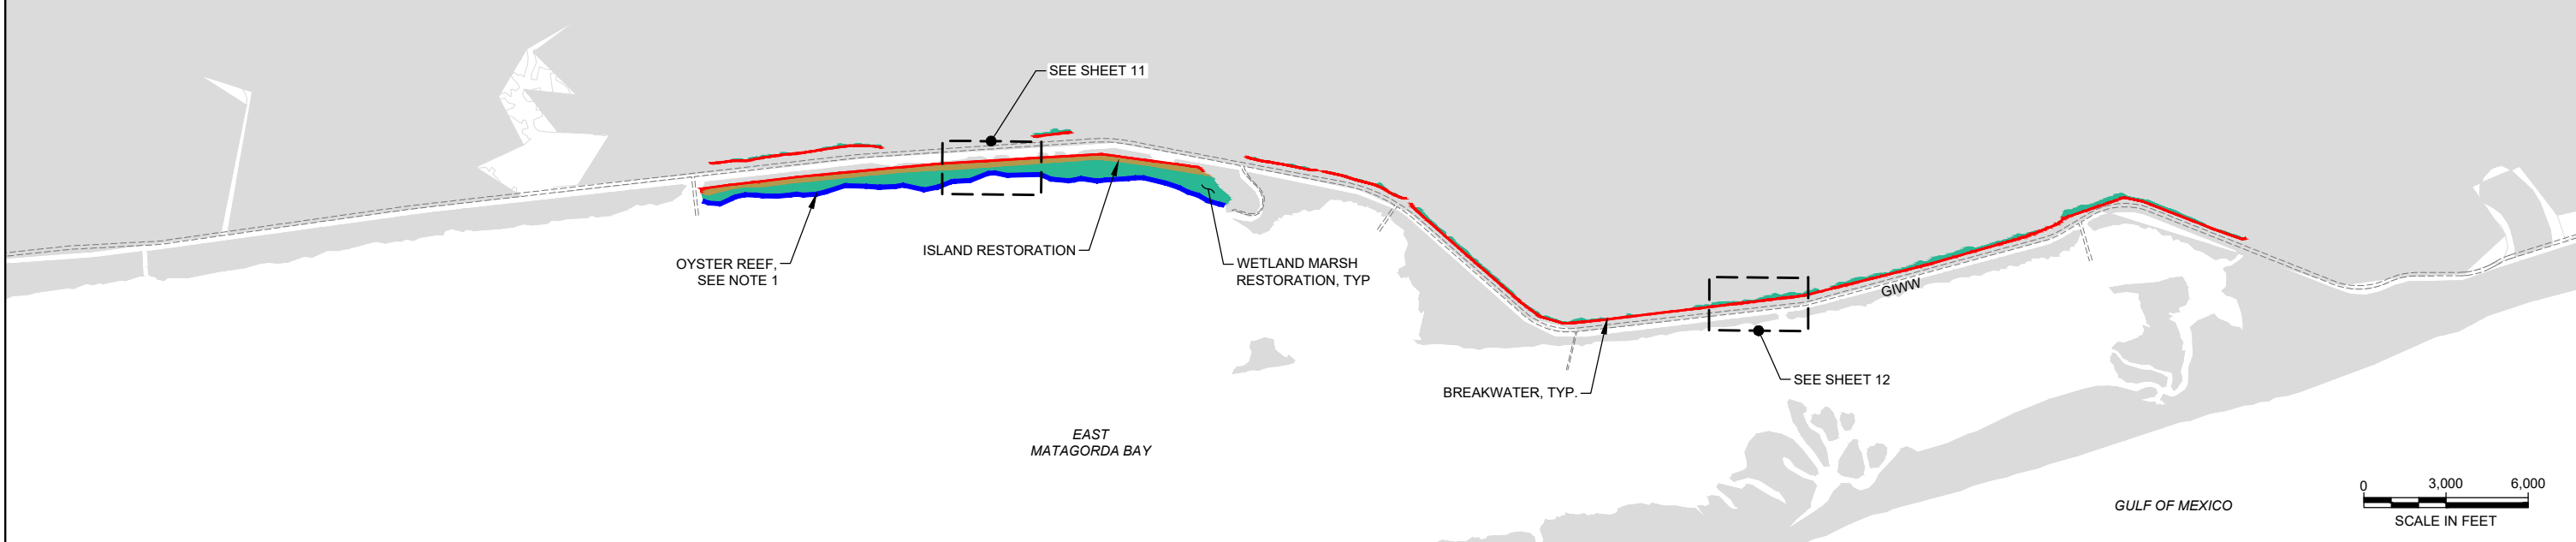 SEE SHEET 11
OYSTER REEF,
SEE NOTE 1
ISLAND RESTORATION
WETLAND MARSH
RESTORATION, TYP
GIWW
BREAKWATER, TYP.
SEE SHEET 12
EAST
MATAGORDA BAY
GULF OF MEXICO
0 3,000 6,000
SCALE IN FEET